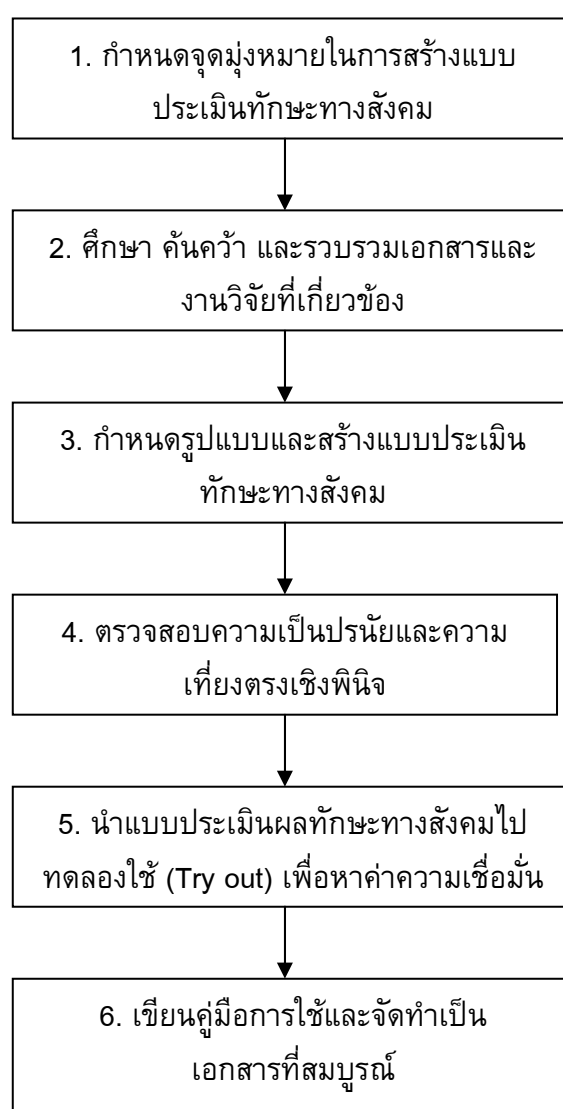 1. กำหนดจุดมุ่งหมายในการสร้างแบบ
ประเมินทักษะทางสังคม
2. ศึกษา ค้นคว้า และรวบรวมเอกสารและ
งานวิจัยที่เกี่ยวข้อง
3. กำหนดรูปแบบและสร้างแบบประเมิน
ทักษะทางสังคม
4. ตรวจสอบความเป็นปรนัยและความ
เที่ยงตรงเชิงพินิจ
5. นำแบบประเมินผลทักษะทางสังคมไป
ทดลองใช้ (Try out) เพื่อหาค่าความเชื่อมั่น
6. เขียนคู่มือการใช้และจัดทำเป็น
เอกสารที่สมบูรณ์